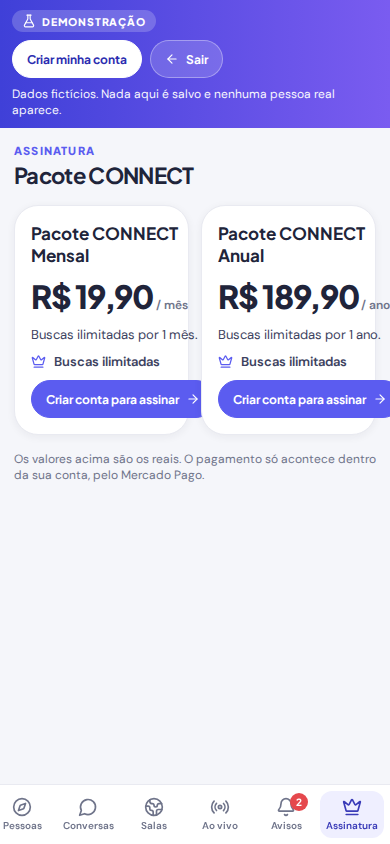 DEMONSTRAÇÃO
Criar minha conta
Sair
Dados fictícios. Nada aqui é salvo e nenhuma pessoa real
aparece.
ASSINATURA
Pacote CONNECT
Pacote CONNECT
Mensal
R$ 19,90 / mês
Buscas ilimitadas por 1 mês.
Buscas ilimitadas
Criar conta para assinar
Pacote CONNECT
Anual
R$ 189,90 / ano
Buscas ilimitadas por 1 ano.
Buscas ilimitadas
Criar conta para assinar
Os valores acima são os reais. O pagamento só acontece dentro
da sua conta, pelo Mercado Pago.
2
Pessoas
Conversas
Salas
Ao vivo
Avisos
Assinatura